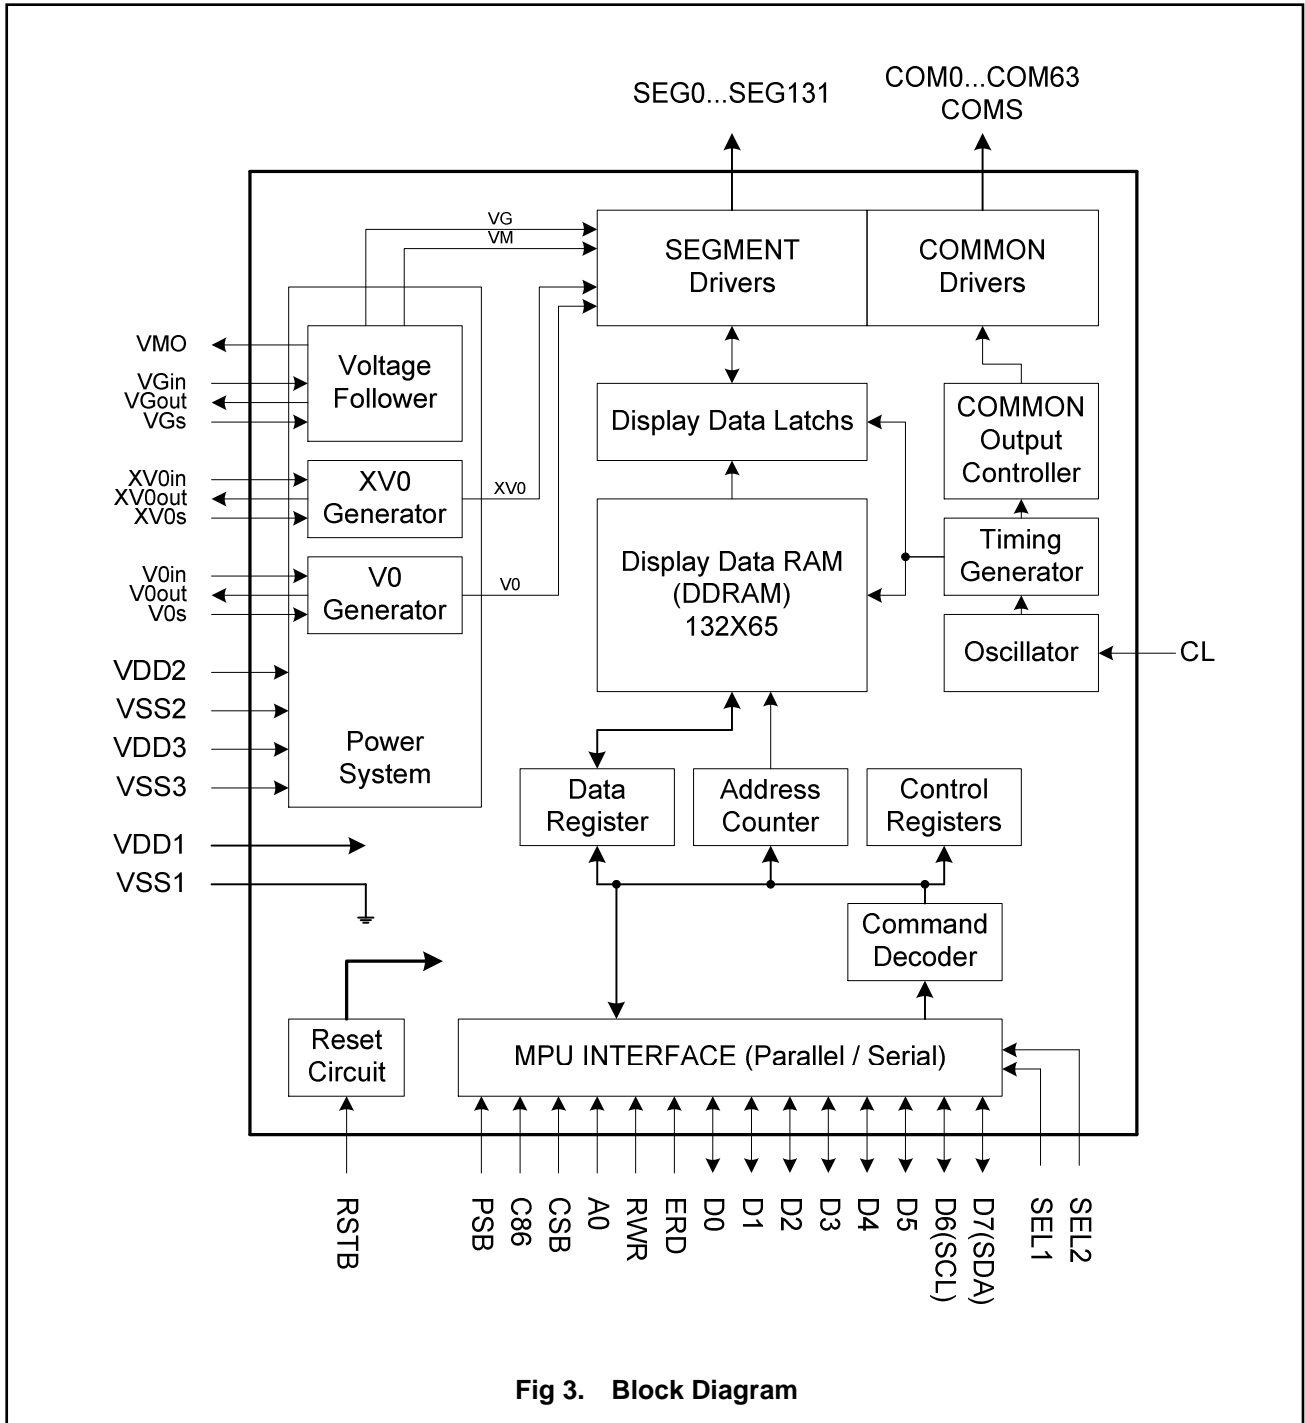 SEG0...SEG131
COM0...COM63
COMS
VG
VM
SEGMENT
Drivers
COMMON
Drivers
VMO
VGin
VGout
VGs
Voltage
Follower
Display Data Latchs
COMMON
Output
Controller
XV0in
XV0out
XV0s
XV0
Generator
XV0
Display Data RAM
(DDRAM)
132X65
Timing
Generator
V0in
V0out
V0s
V0
Generator
V0
Oscillator
CL
VDD2
VSS2
VDD3
VSS3
Power
System
Data
Register
Address
Counter
Control
Registers
VDD1
VSS1
Command
Decoder
Reset
Circuit
MPU INTERFACE (Parallel / Serial)
RSTB
PSB
C86
CSB
A0
RWR
ERD
D0
D1
D2
D3
D4
D5
D6(SCL)
D7(SDA)
SEL1
SEL2
Fig 3. Block Diagram